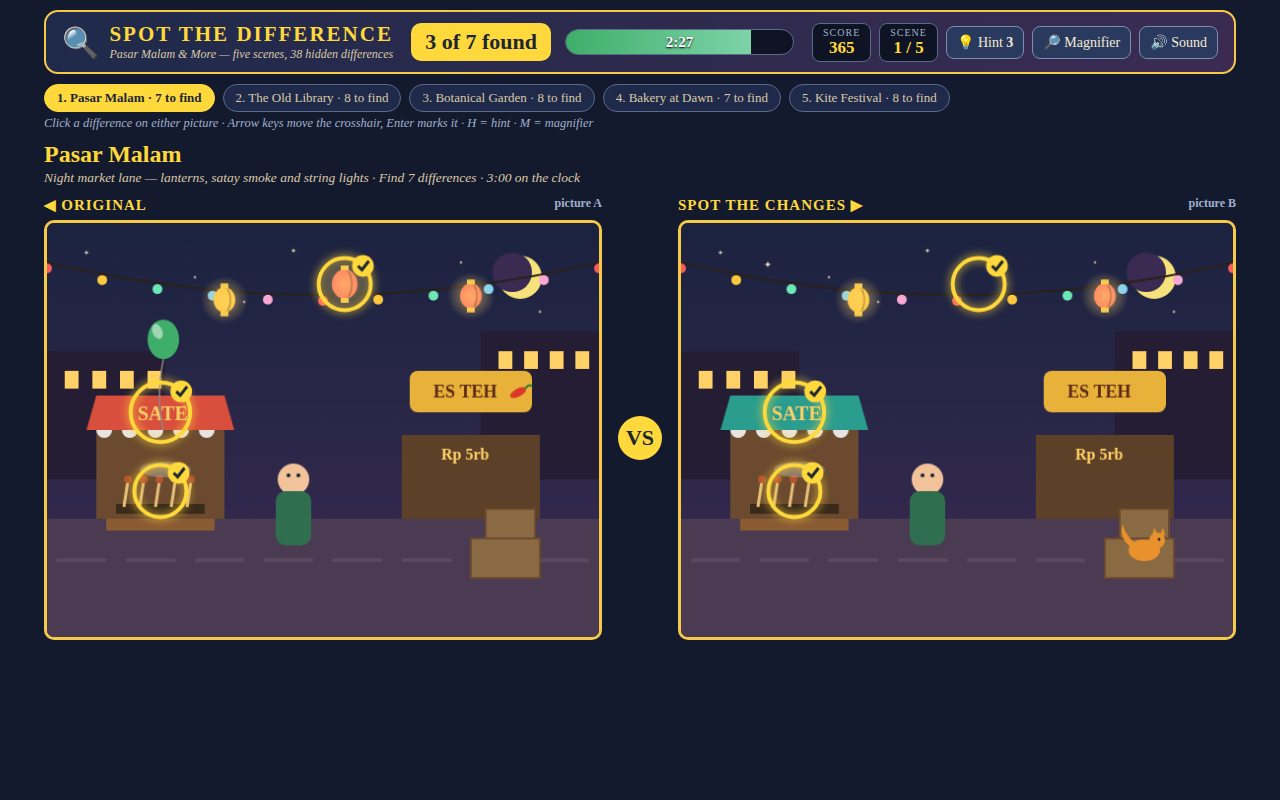 SPOT THE DIFFERENCE
Pasar Malam & More — five scenes, 38 hidden differences
3 of 7 found
2:27
SCORE
365
SCENE
1 / 5
💡 Hint 3
🔎 Magnifier
🔊 Sound
1. Pasar Malam · 7 to find
2. The Old Library · 8 to find
3. Botanical Garden · 8 to find
4. Bakery at Dawn · 7 to find
5. Kite Festival · 8 to find
Click a difference on either picture · Arrow keys move the crosshair, Enter marks it · H = hint · M = magnifier
Pasar Malam
Night market lane — lanterns, satay smoke and string lights · Find 7 differences · 3:00 on the clock
◀ ORIGINAL
picture A
SPOT THE CHANGES ▶
picture B
ES TEH
SATE
Rp 5rb
VS
ES TEH
SATE
Rp 5rb